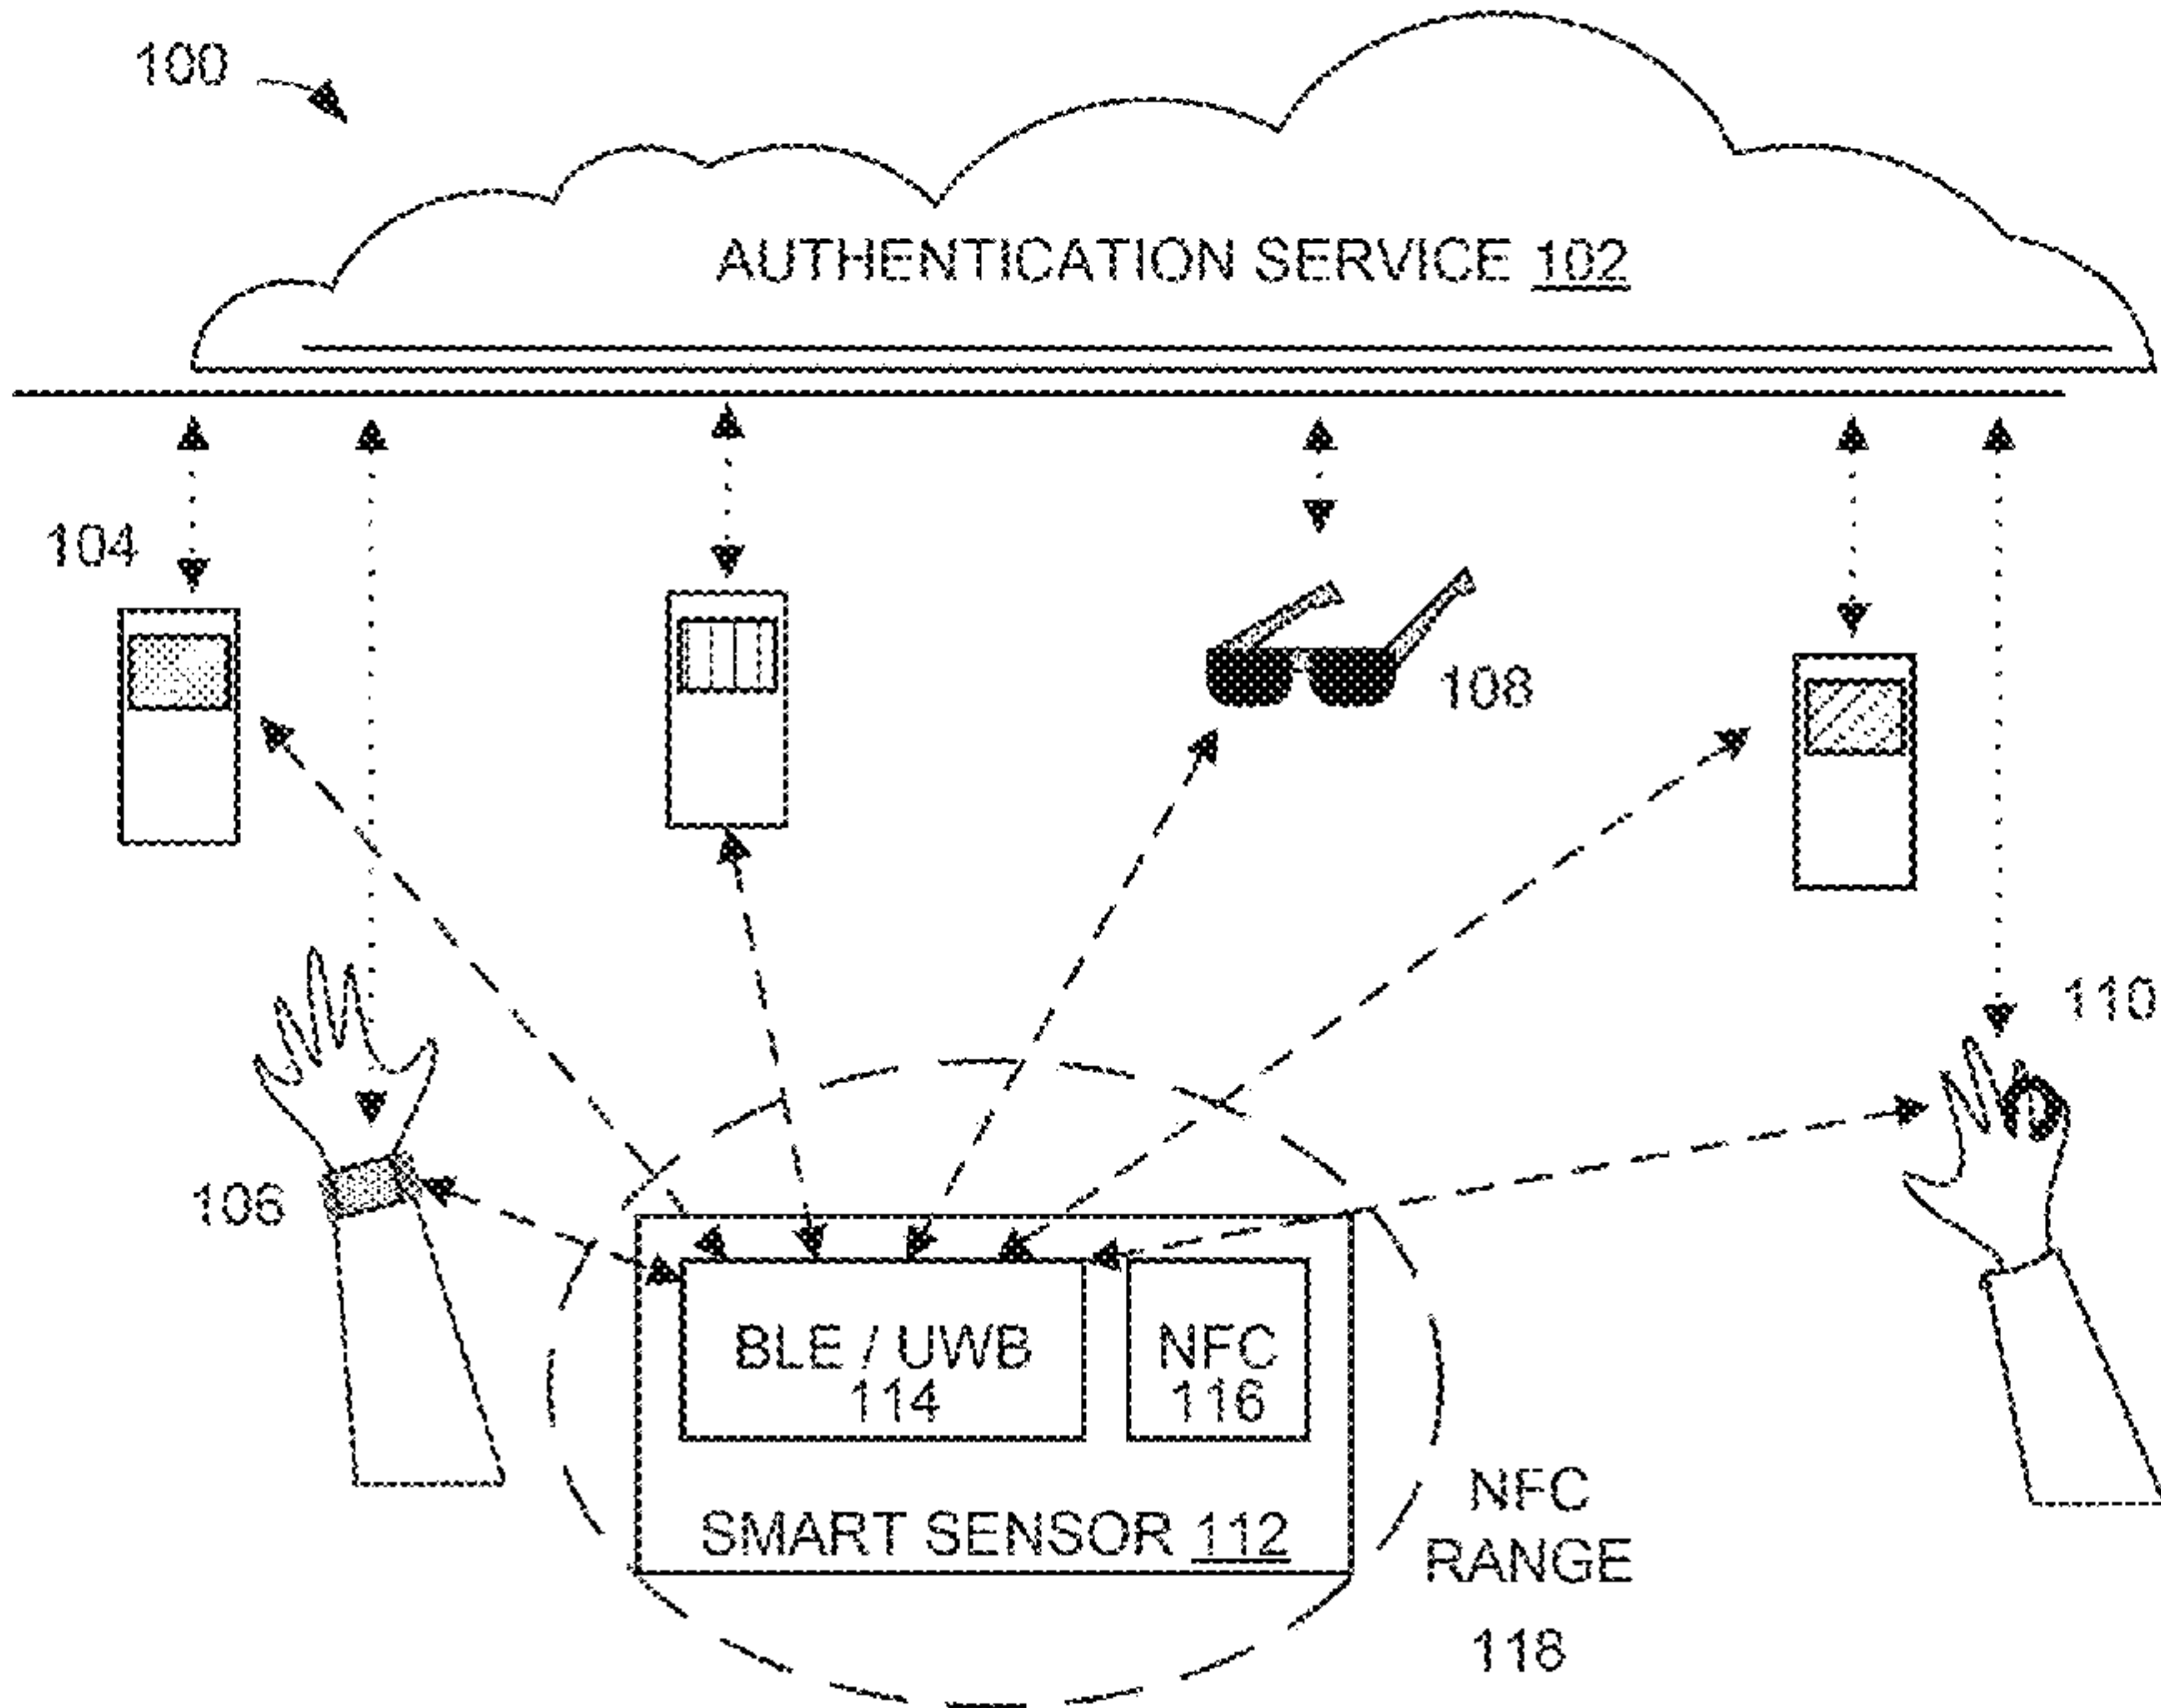 100
AUTHENTICATION SERVICE 102
104
108
110
106
BLE / UWB
114
NFC
116
SMART SENSOR 112
NFC
RANGE
118